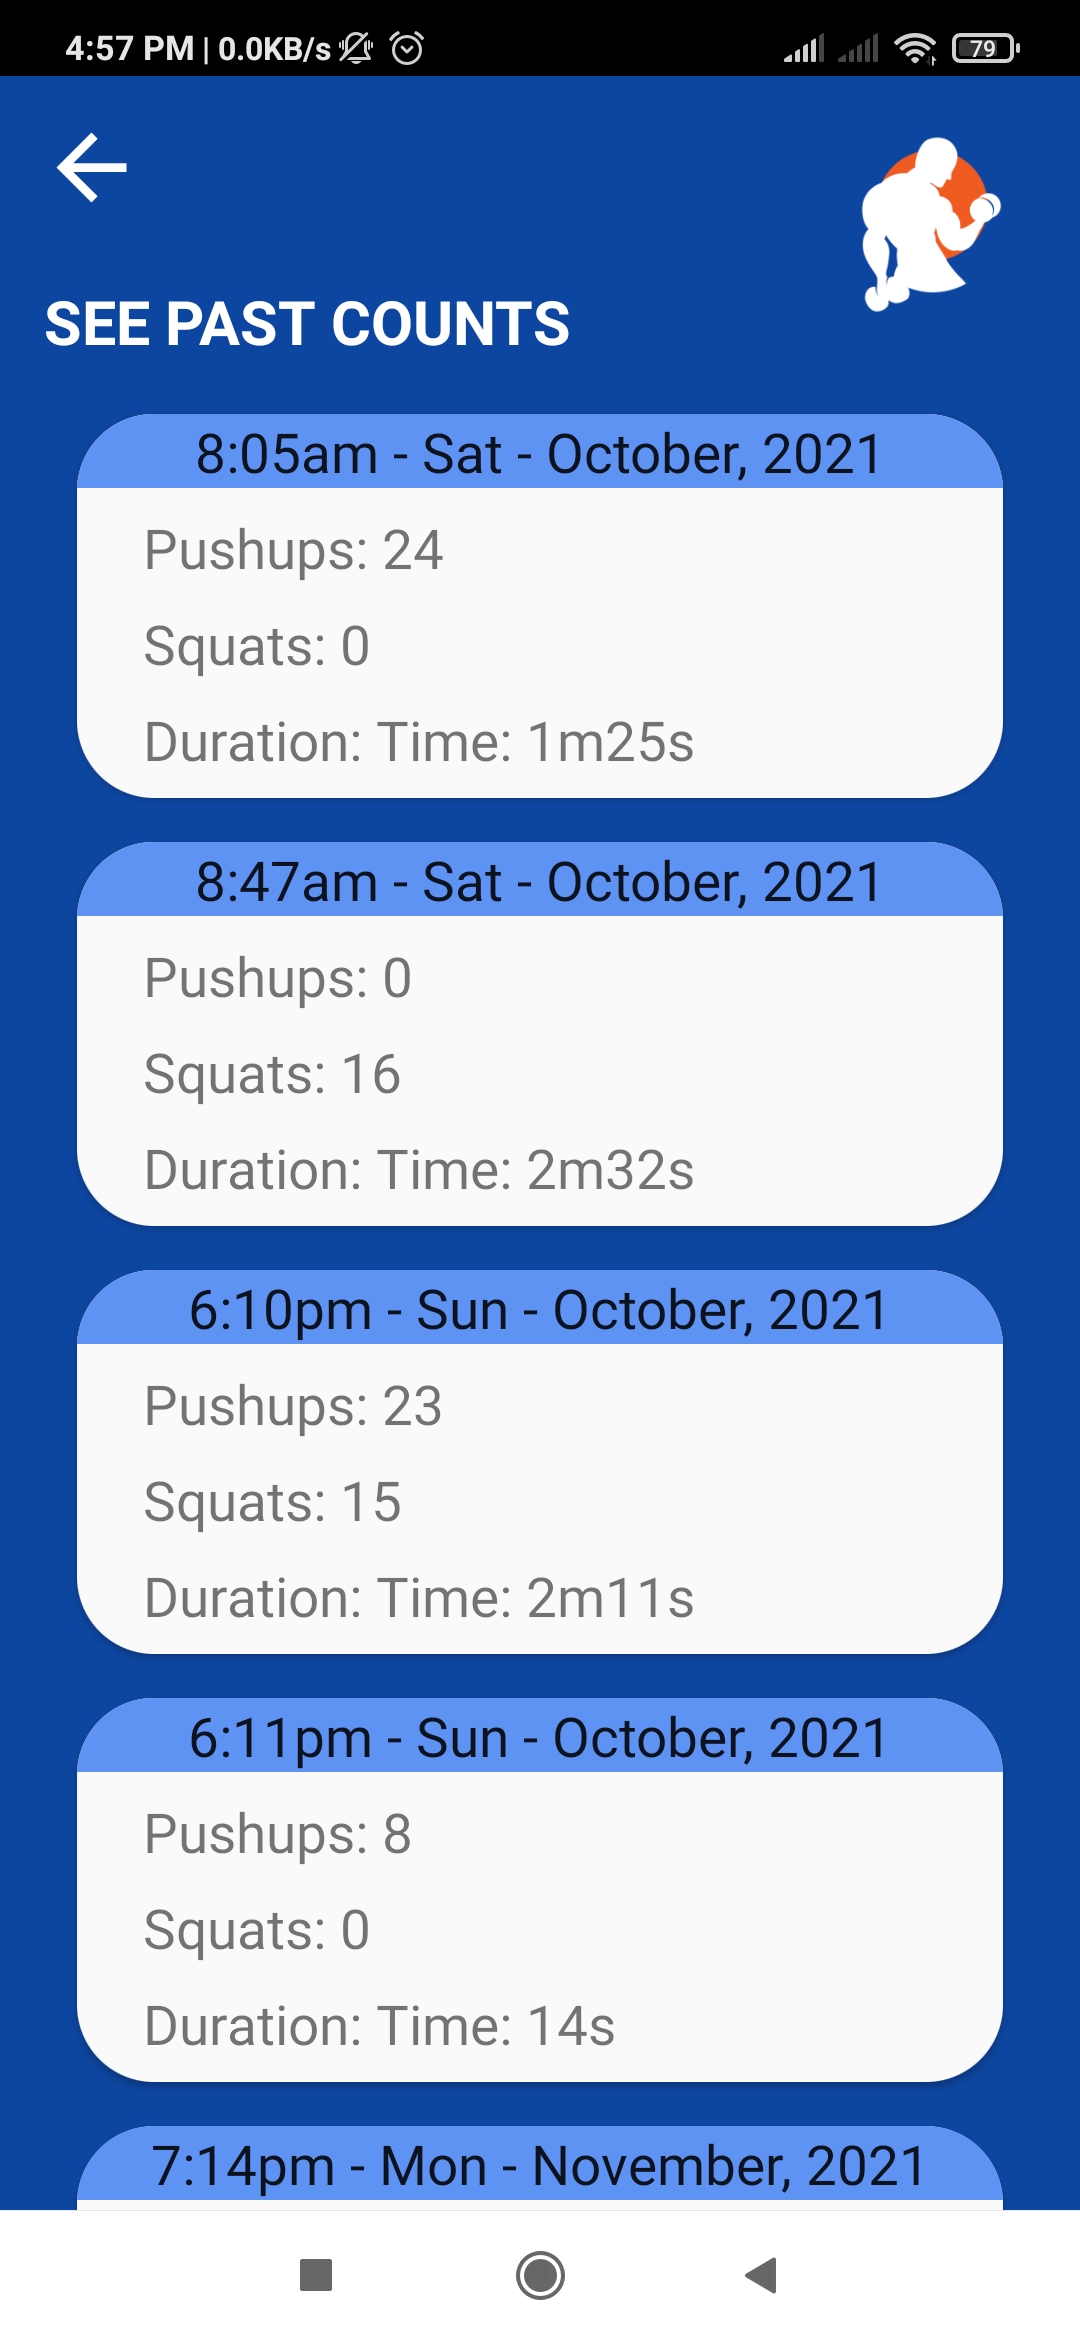 4:57 PM | 0.0KB/s
79
SEE PAST COUNTS
8:05am - Sat - October, 2021
Pushups: 24
Squats: 0
Duration: Time: 1m25s
8:47am - Sat - October, 2021
Pushups: 0
Squats: 16
Duration: Time: 2m32s
6:10pm - Sun - October, 2021
Pushups: 23
Squats: 15
Duration: Time: 2m11s
6:11pm - Sun - October, 2021
Pushups: 8
Squats: 0
Duration: Time: 14s
7:14pm - Mon - November, 2021